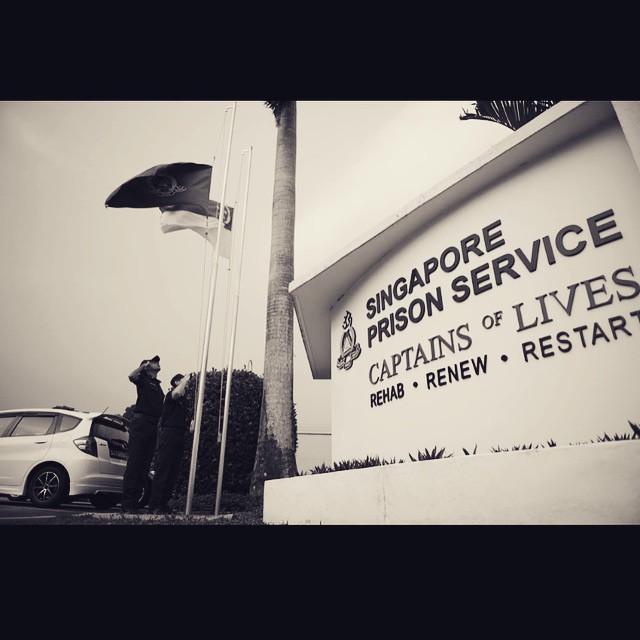 SINGAPORE
PRISON SERVICE
CAPTAINS OF LIVES
REHAB • RENEW • RESTART